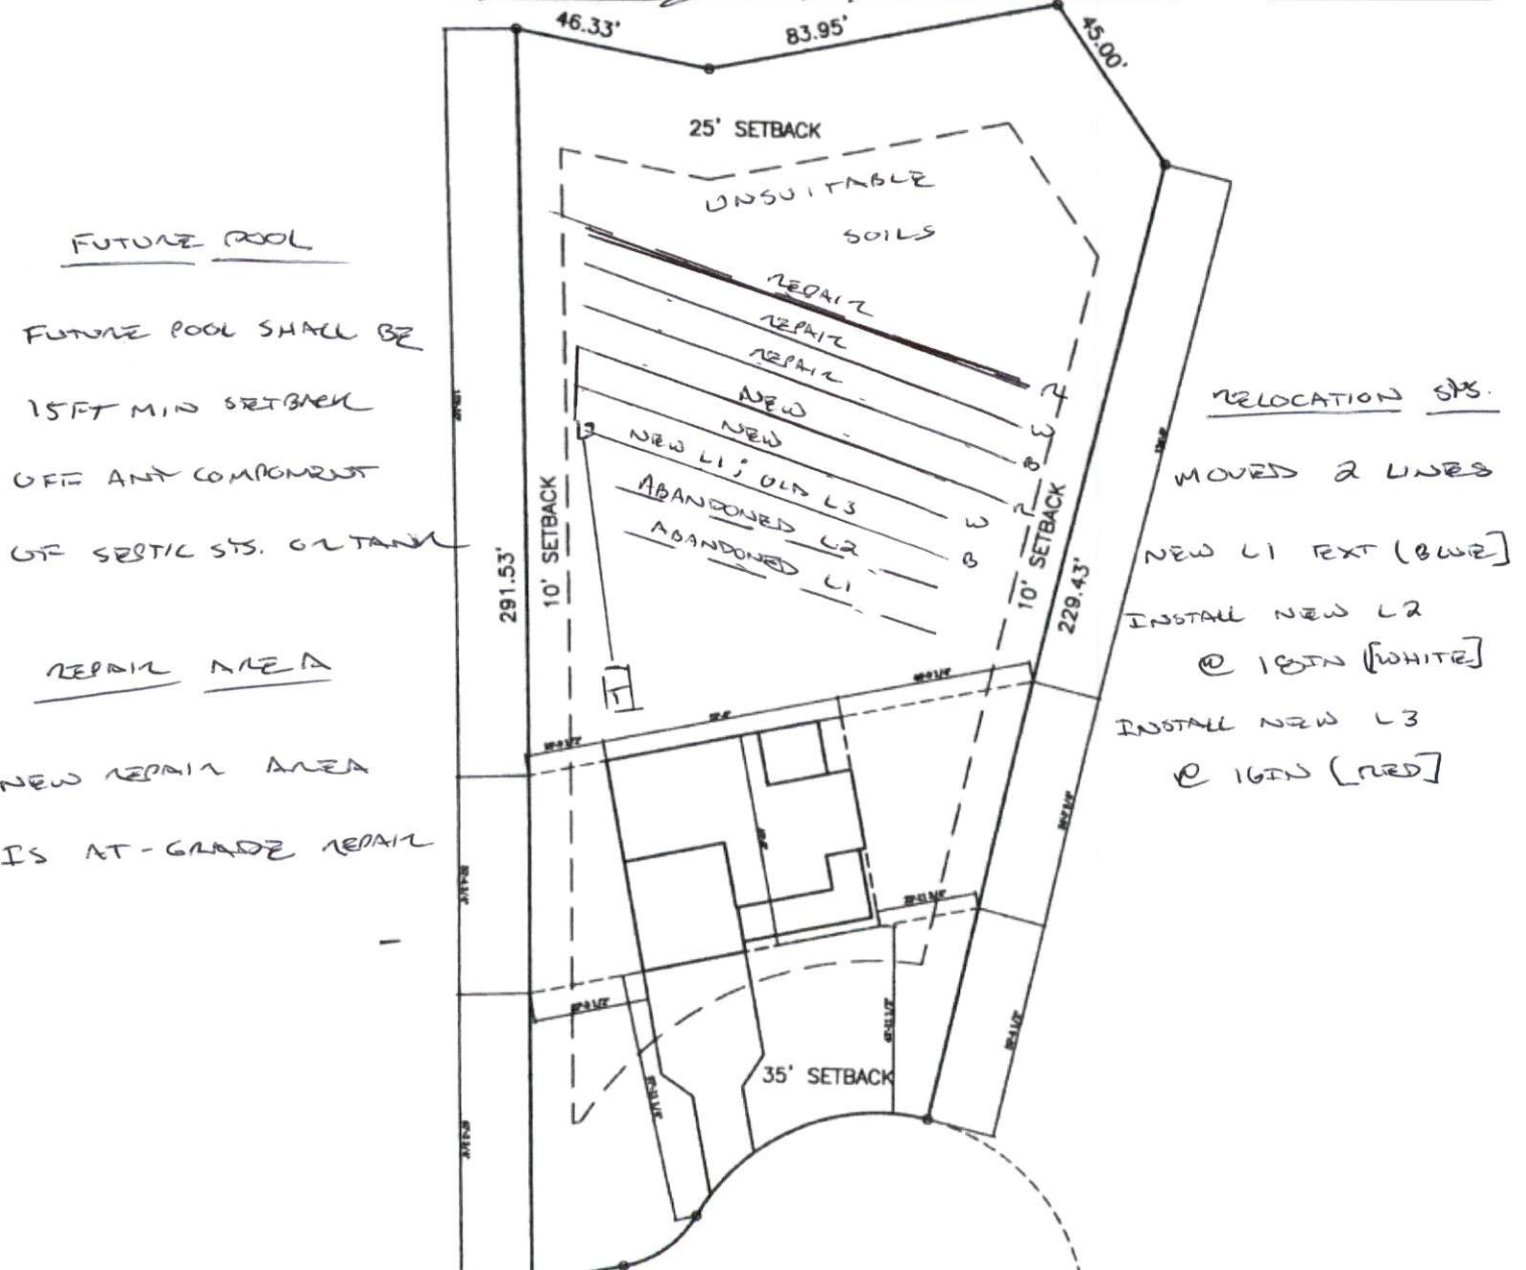 46.33'
83.95'
45.00'
25' SETBACK
UNSUITABLE
SOILS
FUTURE POOL
FUTURE POOL SHALL BE
15FT MIN SETBACK
OFF ANY COMPONENT
OF SEPTIC SYS. OR TANK
REPAIR AREA
NEW REPAIR AREA
IS AT-GRADE REPAIR
REPAIR
REPAIR
REPAIR
NEW
NEW
NEW L1; OLD L3
ABANDONED L2
ABANDONED L1
R
W
B
R
W
B
T
291.53'
10' SETBACK
10' SETBACK
229.43'
RELOCATION SYS.
MOVED 2 LINES
NEW L1 EXT (BLUE]
INSTALL NEW L2
@ 18IN [WHITE]
INSTALL NEW L3
@ 16IN [RED]
35' SETBACK